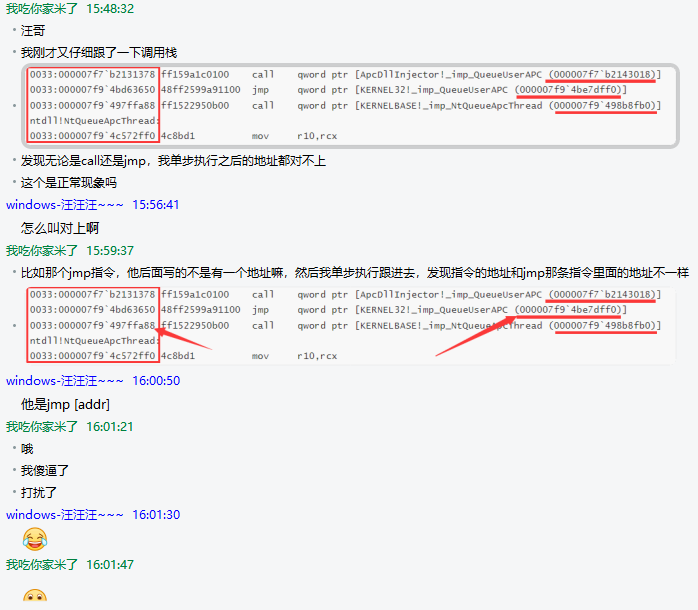 我吃你家米了 15:48:32
汪哥
我刚才又仔细跟了一下调用栈
0033:000007f7`b2131378 ff159a1c0100 call qword ptr [ApcDllInjector!_imp_QueueUserAPC (000007f7`b2143018)]
0033:000007f9`4bd63650 48ff2599a91100 jmp qword ptr [KERNEL32!_imp_QueueUserAPC (000007f9`4be7dff0)]
0033:000007f9`497ffa88 ff1522950b00 call qword ptr [KERNELBASE!_imp_NtQueueApcThread (000007f9`498b8fb0)]
ntdll!NtQueueApcThread:
0033:000007f9`4c572ff0 4c8bd1 mov r10,rcx
发现无论是call还是jmp，我单步执行之后的地址都对不上
这个是正常现象吗
windows-汪汪汪~~~ 15:56:41
怎么叫对上啊
我吃你家米了 15:59:37
比如那个jmp指令，他后面写的不是有一个地址嘛，然后我单步执行跟进去，发现指令的地址和jmp那条指令里面的地址不一样
0033:000007f7`b2131378 ff159a1c0100 call qword ptr [ApcDllInjector!_imp_QueueUserAPC (000007f7`b2143018)]
0033:000007f9`4bd63650 48ff2599a91100 jmp qword ptr [KERNEL32!_imp_QueueUserAPC (000007f9`4be7dff0)]
0033:000007f9`497ffa88 ff1522950b00 call qword ptr [KERNELBASE!_imp_NtQueueApcThread (000007f9`498b8fb0)]
ntdll!NtQueueApcThread:
0033:000007f9`4c572ff0 4c8bd1 mov r10,rcx
windows-汪汪汪~~~ 16:00:50
他是jmp [addr]
我吃你家米了 16:01:21
哦
我傻逼了
打扰了
windows-汪汪汪~~~ 16:01:30
我吃你家米了 16:01:47